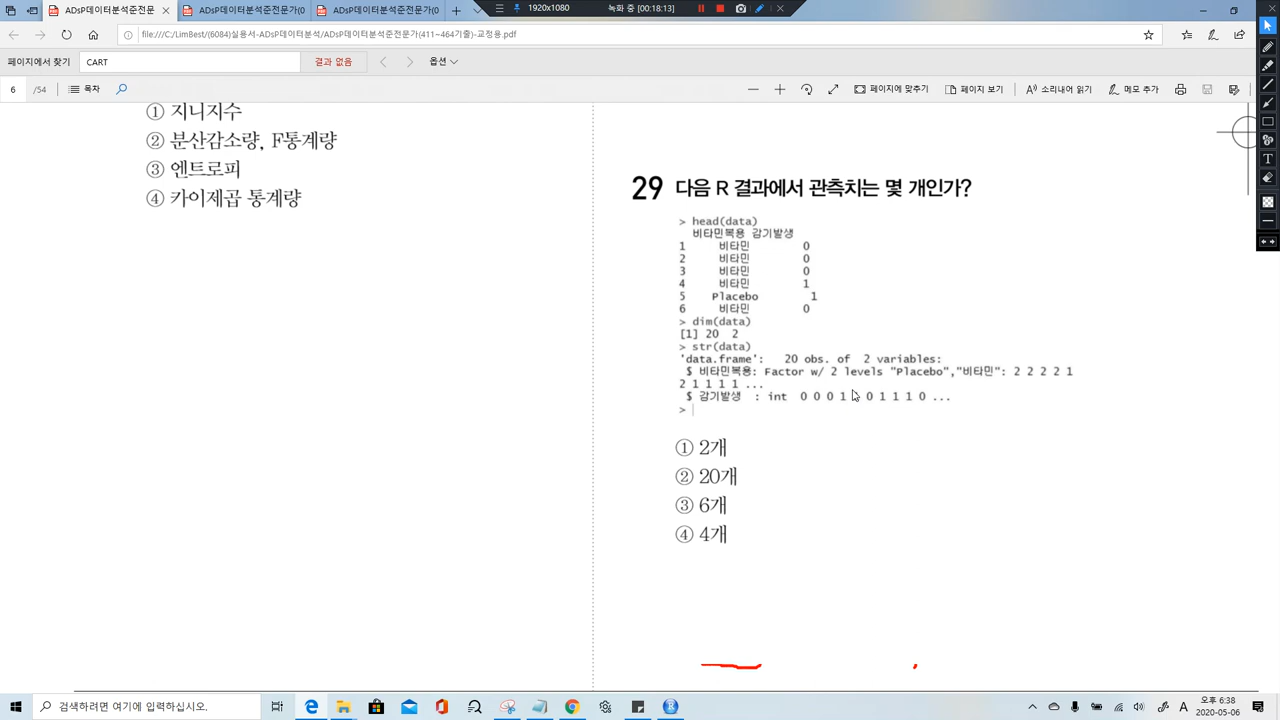 ADsP데이터분석준전문
ADsP데이터분석준전문가(0
ADsP데이터분석준전문가(0
1920x1080
녹화 중 [00:18:13]
file:///C:/LimBest/(6084)실용서-ADsP데이터분석/ADsP데이터분석준전문가(411~464기출)-교정용.pdf
페이지에서 찾기
CART
결과 없음
옵션
6
/54
목차
페이지에 맞추기
페이지 보기
소리내어 읽기
메모 추가
① 지니지수
② 분산감소량, F통계량
③ 엔트로피
④ 카이제곱 통계량
29 다음 R 결과에서 관측치는 몇 개인가?
> head(data)
비타민복용 감기발생
1 비타민 0
2 비타민 0
3 비타민 0
4 비타민 1
5 Placebo 1
6 비타민 0
> dim(data)
[1] 20 2
> str(data)
'data.frame': 20 obs. of 2 variables:
$ 비타민복용: Factor w/ 2 levels "Placebo","비타민": 2 2 2 2 1
2 1 1 1 1 ...
$ 감기발생 : int 0 0 0 1 0 1 1 1 0 ...
>
① 2개
② 20개
③ 6개
④ 4개
검색하려면 여기에 입력하십시오.
A
오후 6:38
2020-05-06